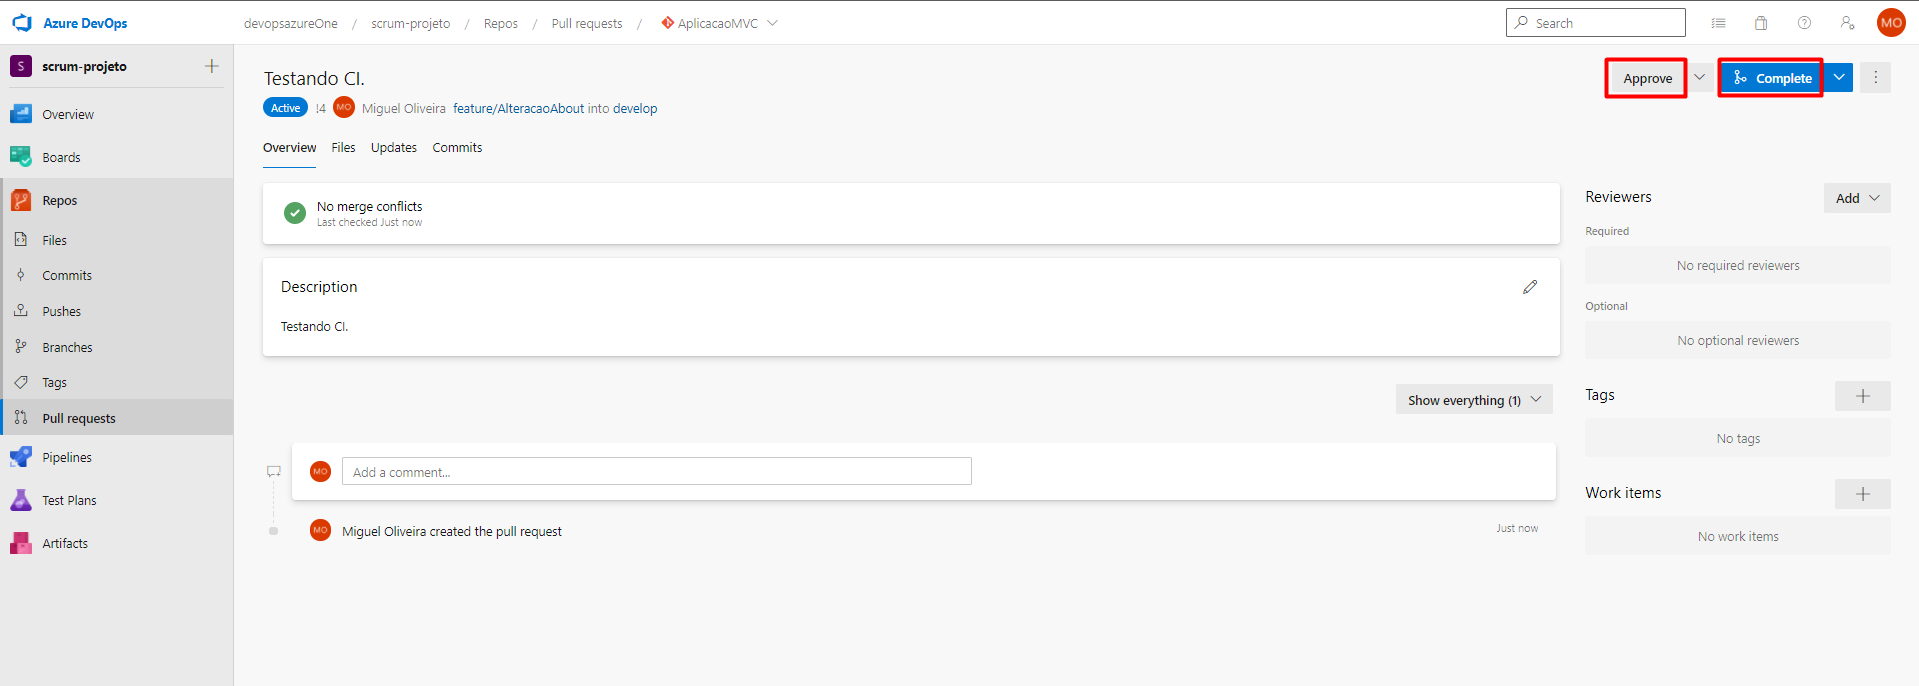 Azure DevOps
devopsazureOne / scrum-projeto / Repos / Pull requests / AplicacaoMVC
Search
MO
S scrum-projeto
Overview
Boards
Repos
Files
Commits
Pushes
Branches
Tags
Pull requests
Pipelines
Test Plans
Artifacts
Testando CI.
Approve
Complete
Active !4 MO Miguel Oliveira feature/AlteracaoAbout into develop
Overview Files Updates Commits
No merge conflicts
Last checked Just now
Description
Testando CI.
Show everything (1)
MO Add a comment...
MO Miguel Oliveira created the pull request
Just now
Reviewers
Add
Required
No required reviewers
Optional
No optional reviewers
Tags
No tags
Work items
No work items